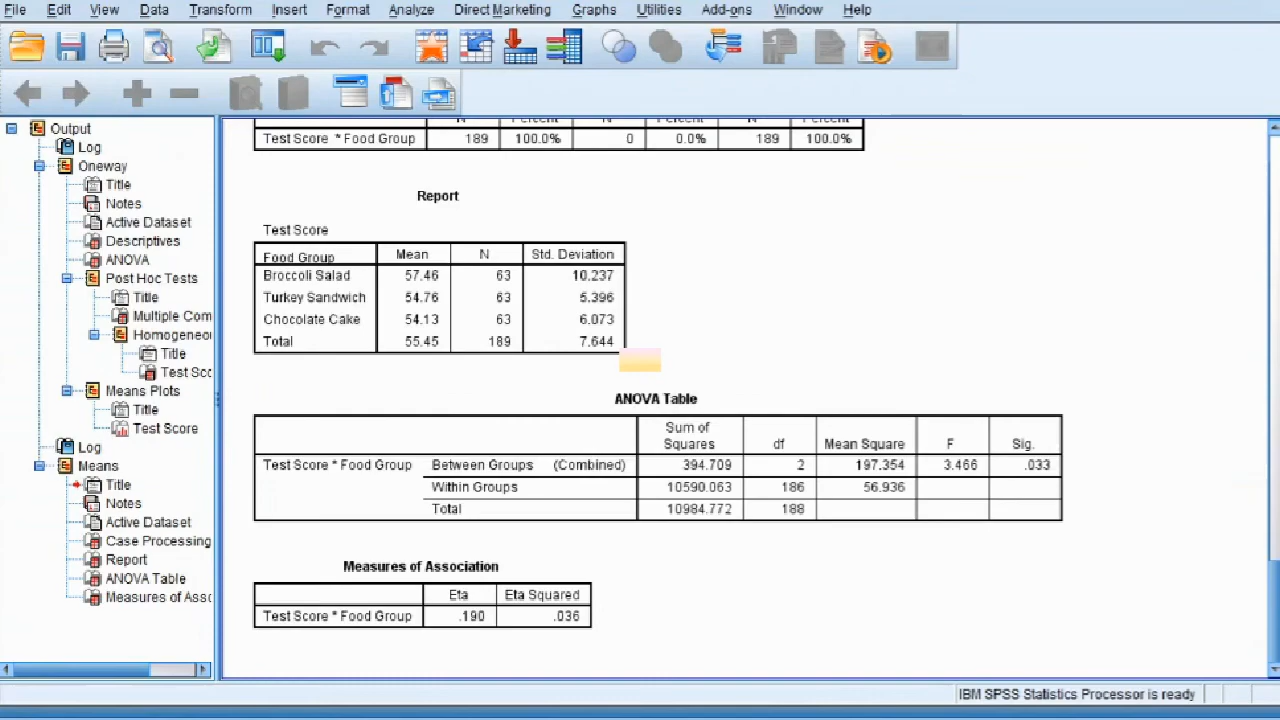 File Edit View Data Transform Insert Format Analyze Direct Marketing Graphs Utilities Add-ons Window Help
Output
Log
Oneway
Title
Notes
Active Dataset
Descriptives
ANOVA
Post Hoc Tests
Title
Multiple Com
Homogeneo
Title
Test Sco
Means Plots
Title
Test Score
Log
Means
Title
Notes
Active Dataset
Case Processing
Report
ANOVA Table
Measures of Asso
N Percent N Percent N Percent
Test Score * Food Group 189 100.0% 0 0.0% 189 100.0%
Report
Test Score
Food Group Mean N Std. Deviation
Broccoli Salad 57.46 63 10.237
Turkey Sandwich 54.76 63 5.396
Chocolate Cake 54.13 63 6.073
Total 55.45 189 7.644
ANOVA Table
Sum of Squares df Mean Square F Sig.
Test Score * Food Group Between Groups (Combined) 394.709 2 197.354 3.466 .033
Within Groups 10590.063 186 56.936
Total 10984.772 188
Measures of Association
Eta Eta Squared
Test Score * Food Group .190 .036
IBM SPSS Statistics Processor is ready